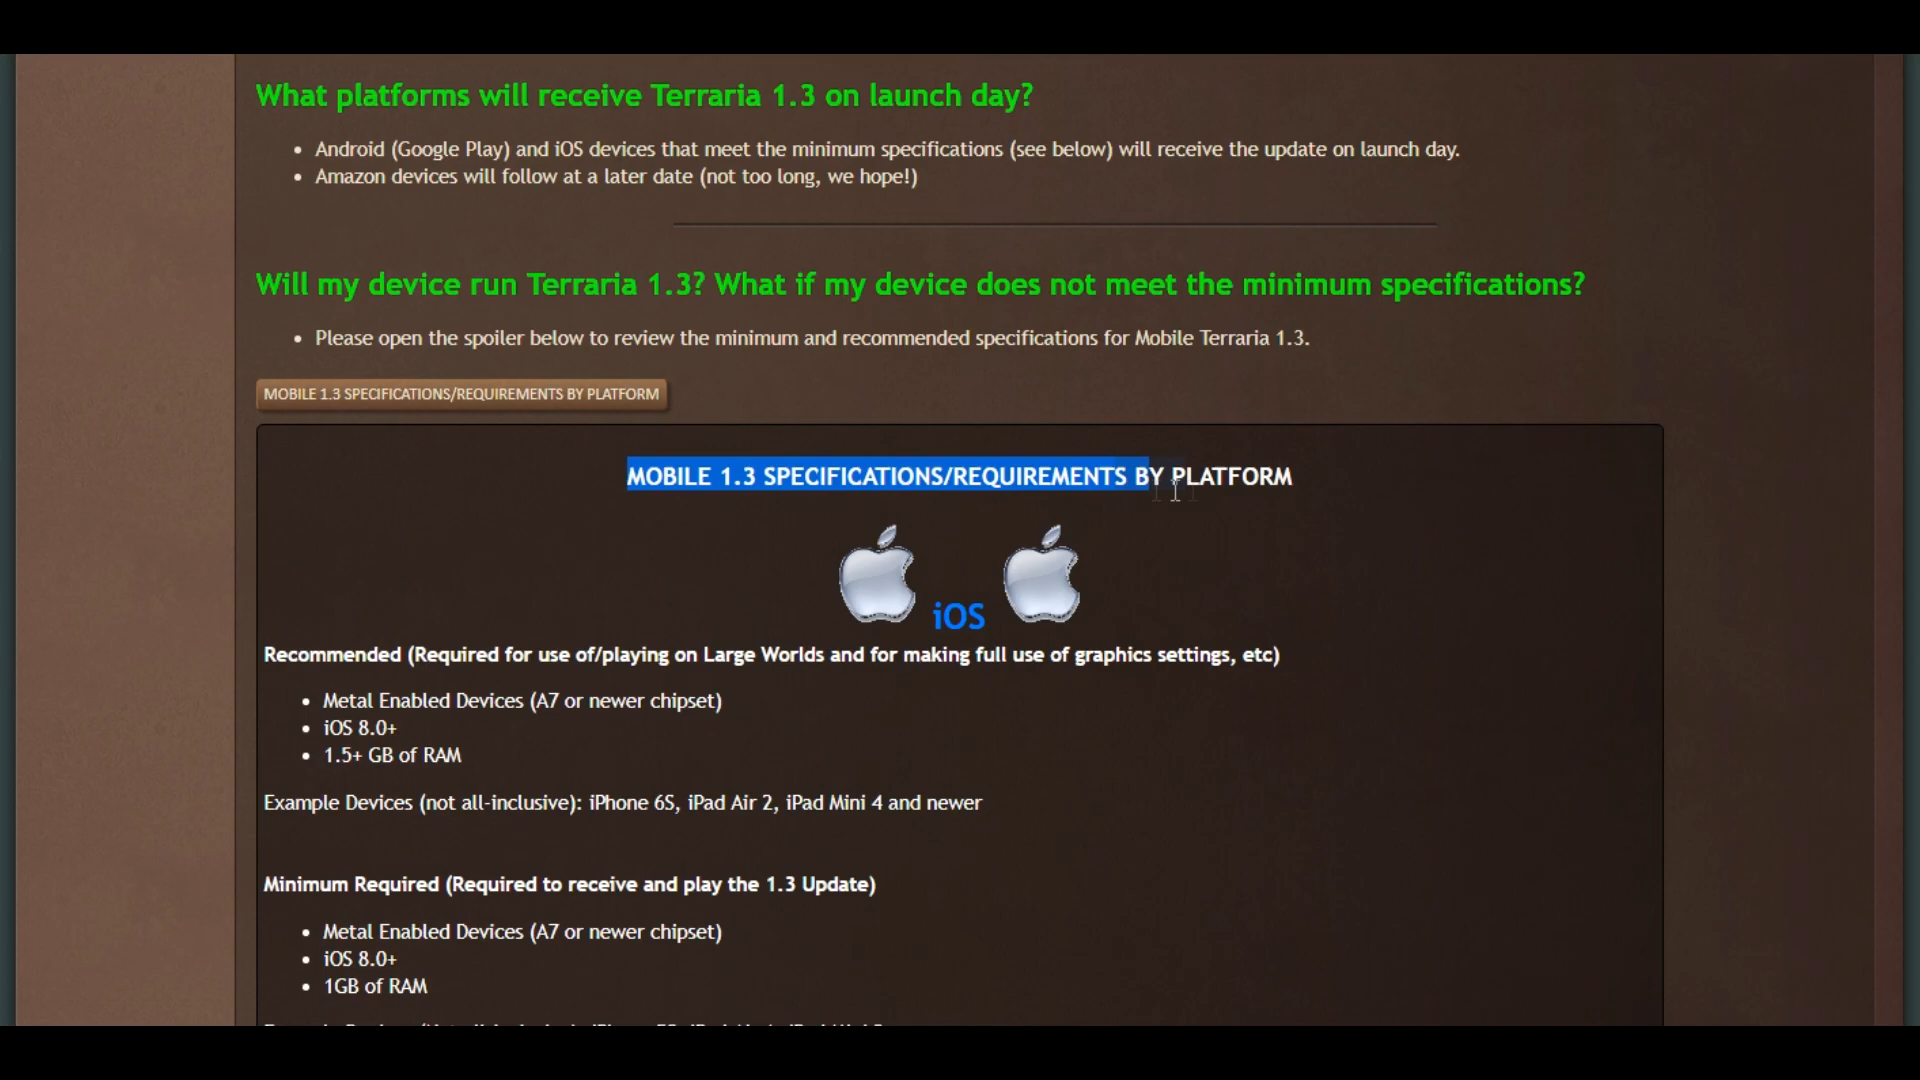 What platforms will receive Terraria 1.3 on launch day?
Android (Google Play) and iOS devices that meet the minimum specifications (see below) will receive the update on launch day.
Amazon devices will follow at a later date (not too long, we hope!)
Will my device run Terraria 1.3? What if my device does not meet the minimum specifications?
Please open the spoiler below to review the minimum and recommended specifications for Mobile Terraria 1.3.
MOBILE 1.3 SPECIFICATIONS/REQUIREMENTS BY PLATFORM
MOBILE 1.3 SPECIFICATIONS/REQUIREMENTS BY PLATFORM
iOS
Recommended (Required for use of/playing on Large Worlds and for making full use of graphics settings, etc)
Metal Enabled Devices (A7 or newer chipset)
iOS 8.0+
1.5+ GB of RAM
Example Devices (not all-inclusive): iPhone 6S, iPad Air 2, iPad Mini 4 and newer
Minimum Required (Required to receive and play the 1.3 Update)
Metal Enabled Devices (A7 or newer chipset)
iOS 8.0+
1GB of RAM